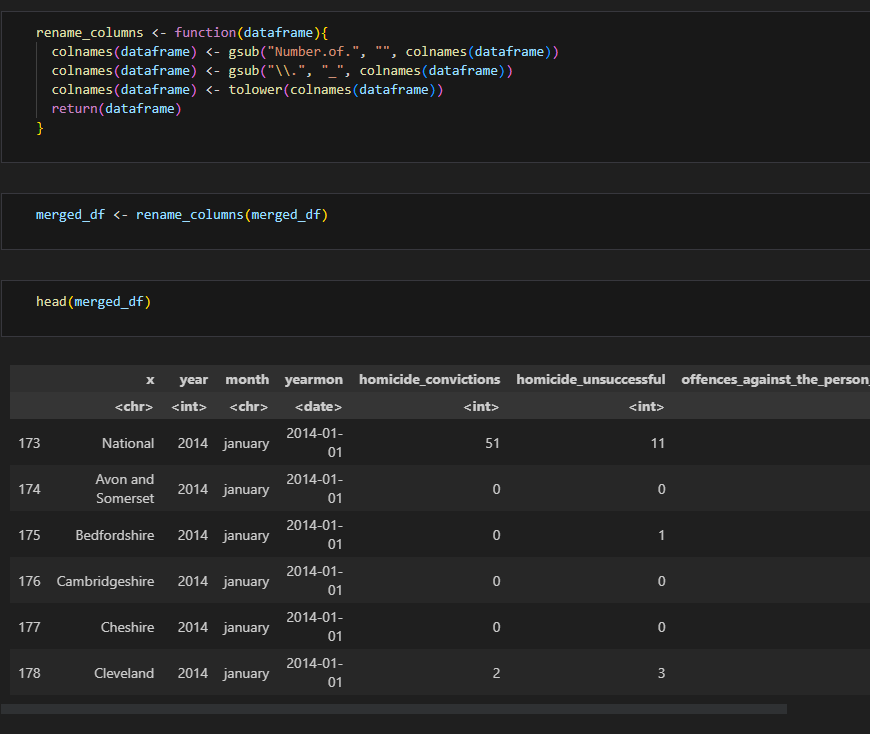 rename_columns <- function(dataframe){
colnames(dataframe) <- gsub("Number.of.", "", colnames(dataframe))
colnames(dataframe) <- gsub("\\.", "_", colnames(dataframe))
colnames(dataframe) <- tolower(colnames(dataframe))
return(dataframe)
}
merged_df <- rename_columns(merged_df)
head(merged_df)
x year month yearmon homicide_convictions homicide_unsuccessful offences_against_the_person_
<chr> <int> <chr> <date> <int> <int>
173 National 2014 january 2014-01-01 51 11
174 Avon and Somerset 2014 january 2014-01-01 0 0
175 Bedfordshire 2014 january 2014-01-01 0 1
176 Cambridgeshire 2014 january 2014-01-01 0 0
177 Cheshire 2014 january 2014-01-01 0 0
178 Cleveland 2014 january 2014-01-01 2 3